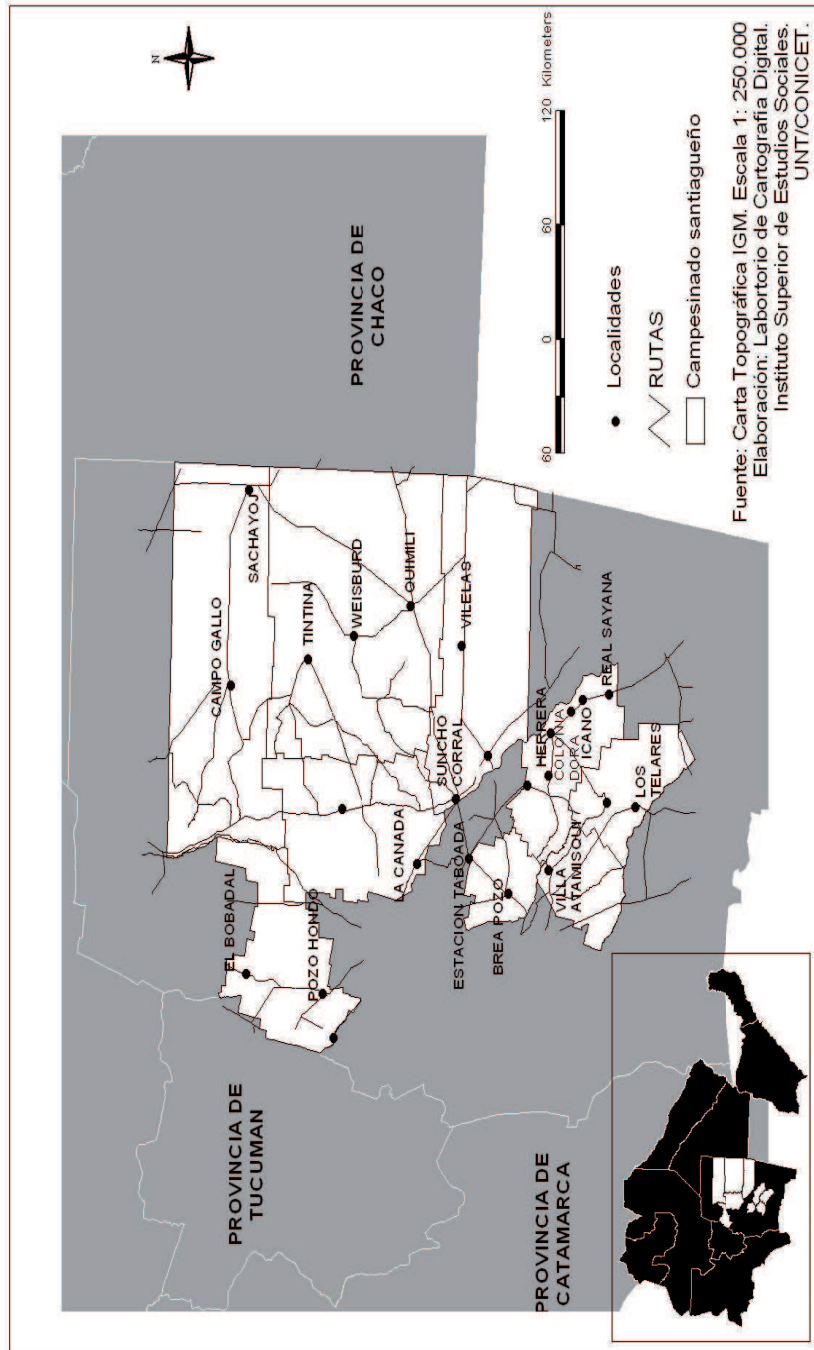 N
PROVINCIA DE
TUCUMAN
PROVINCIA DE
CATAMARCA
PROVINCIA DE
CHACO
EL BOBADAL
POZO HONDO
CAMPO GALLO
SACHAYOJ
TINTINA
WEISBURD
QUIMILI
VILELAS
LA CANADA
SUNCHO
CORRAL
ESTACION TABOADA
BREA POZO
HERRERA
COLONIA
DORA
ICANO
REAL SAYANA
VILLA
ATAMISQUI
LOS
TELARES
60 0 60 120 Kilometers
Localidades
RUTAS
Campesinado santiagueño
Fuente: Carta Topográfica IGM. Escala 1: 250.000
Elaboración: Labortorio de Cartografía Digital.
Instituto Superior de Estudios Sociales.
UNT/CONICET.